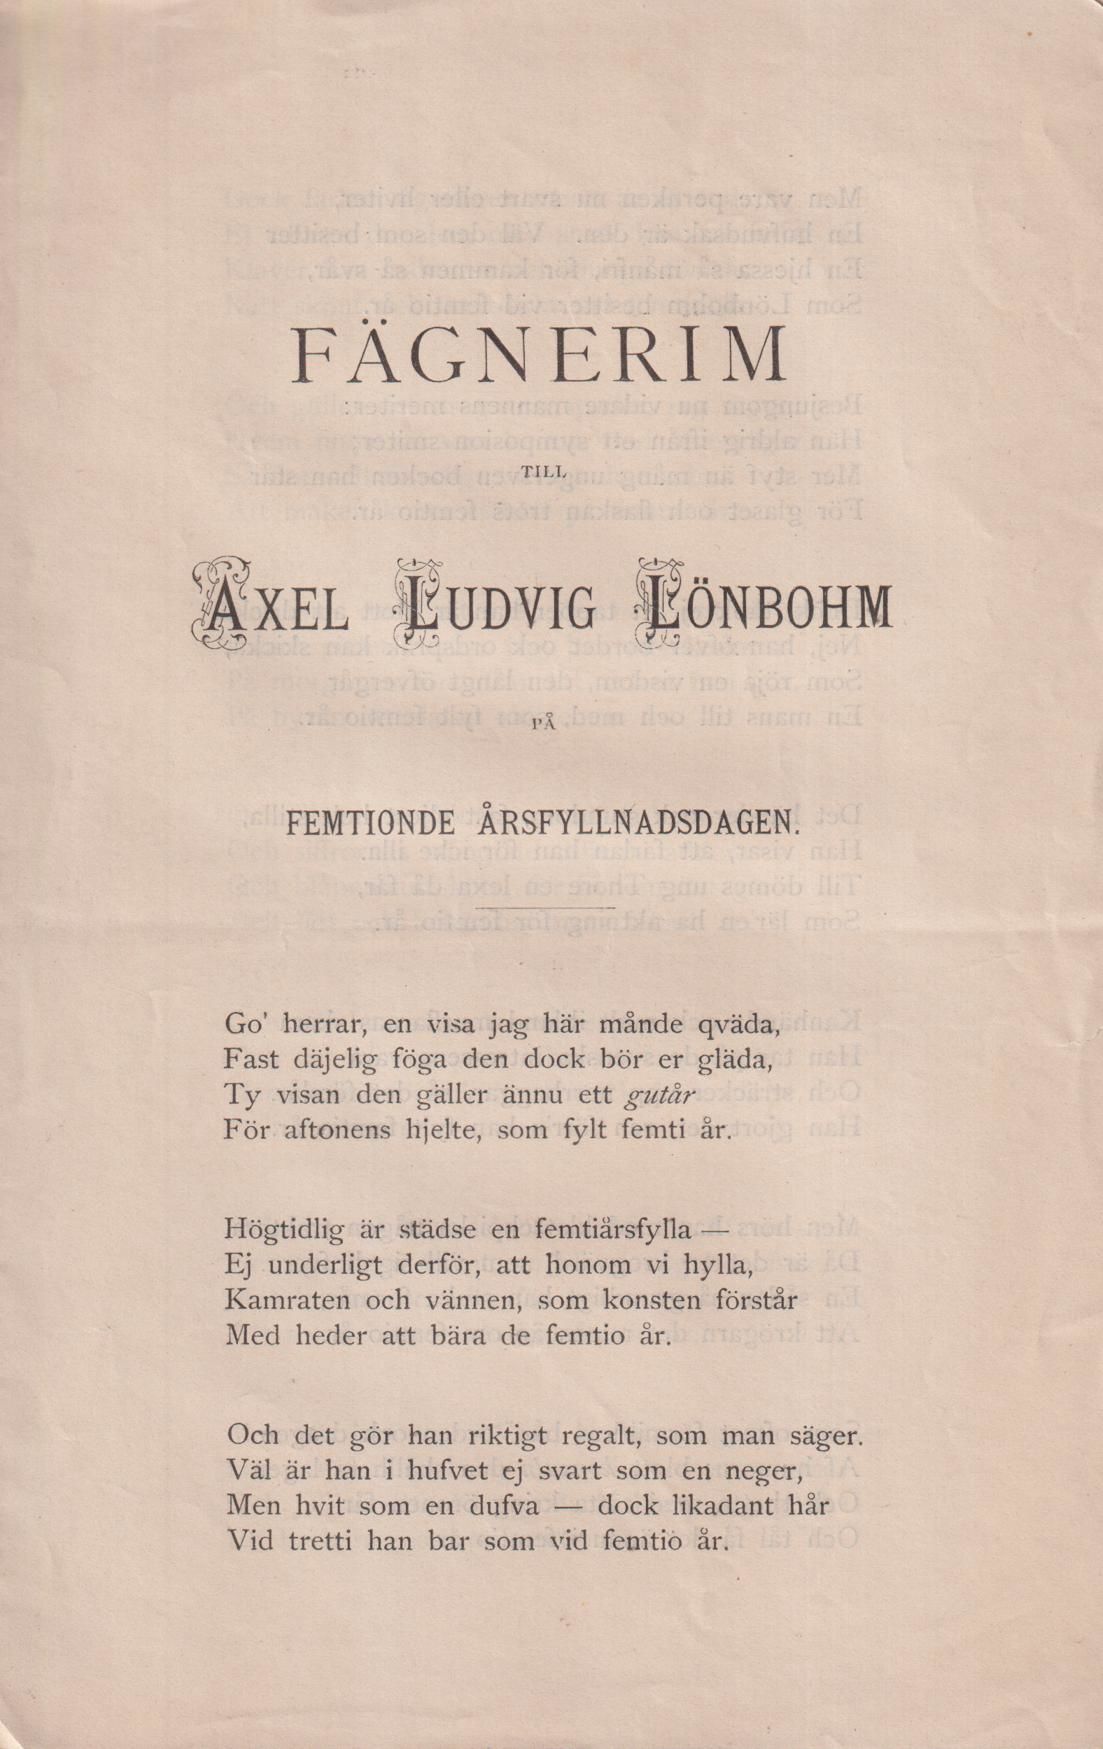 FÄGNERIM
TILL
AXEL LUDVIG LÖNBOHM
PÅ
FEMTIONDE ÅRSFYLLNADSDAGEN.
Go' herrar, en visa jag här månde qväda,
Fast däjelig föga den dock bör er gläda,
Ty visan den gäller ännu ett gutår
För aftonens hjelte, som fylt femti år.
Högtidlig är städse en femtiårsfylla —
Ej underligt derför, att honom vi hylla,
Kamraten och vännen, som konsten förstår
Med heder att bära de femtio år.
Och det gör han riktigt regalt, som man säger.
Väl är han i hufvet ej svart som en neger,
Men hvit som en dufva — dock likadant hår
Vid tretti han bar som vid femtio år.